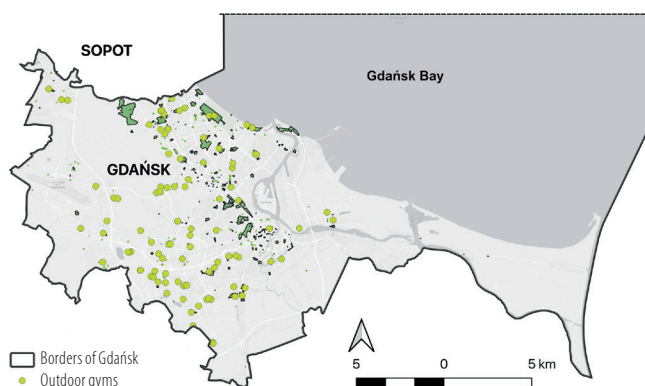 SOPOT
Gdańsk Bay
GDAŃSK
Borders of Gdańsk
Outdoor gyms
5 0 5 km